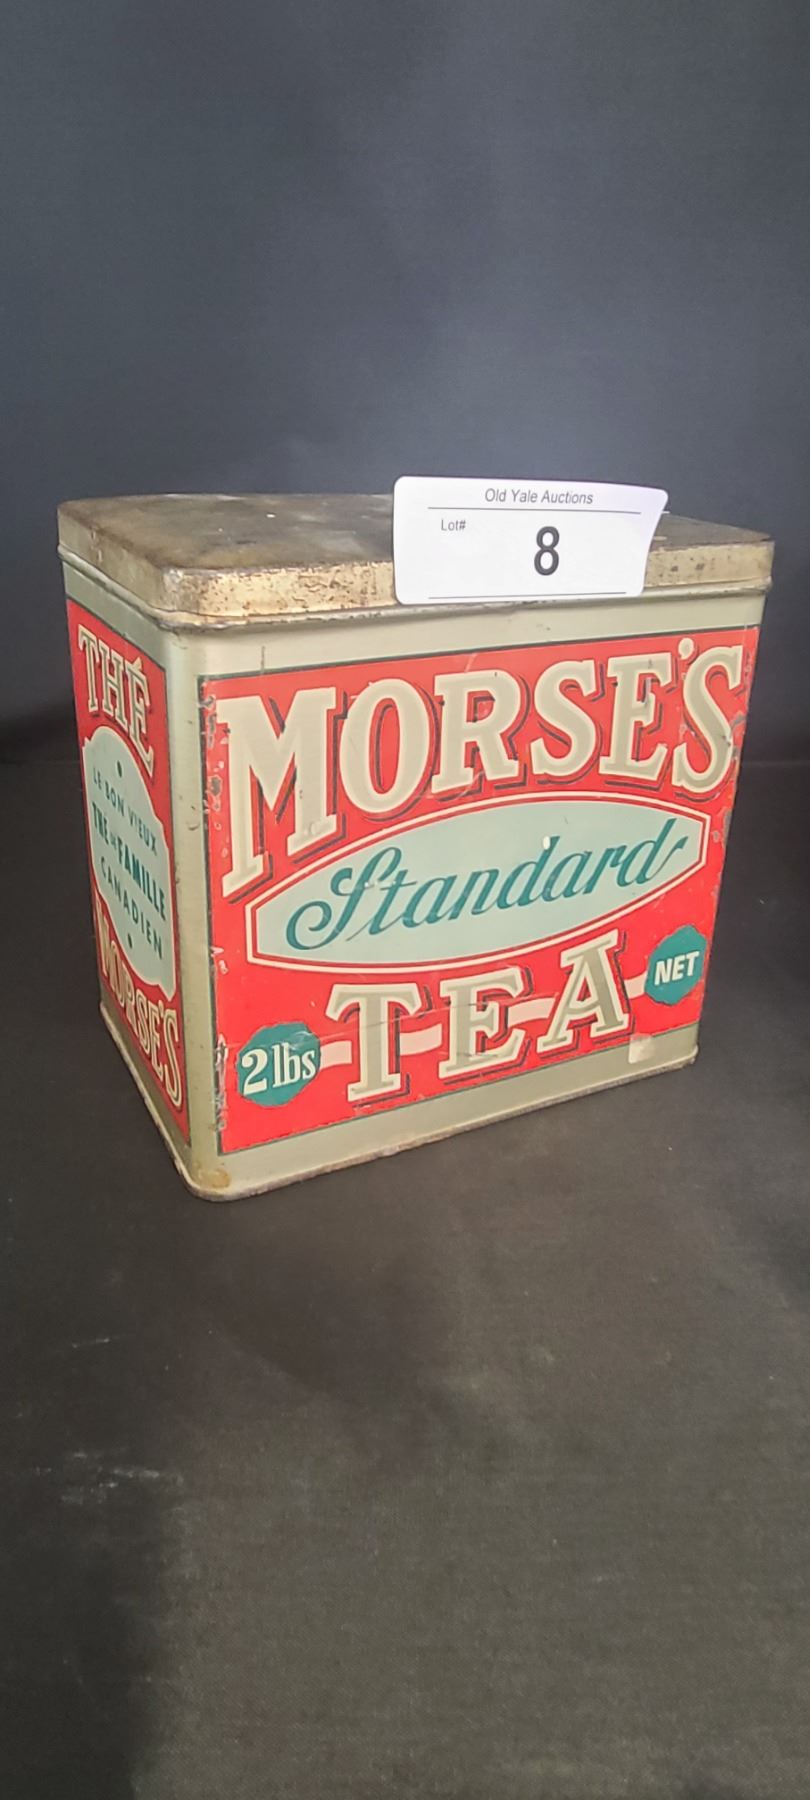 Old Yale Auctions
Lot#
8
MORSE'S
Standard
TEA
2 lbs
NET
THÉ
LE BON VIEUX
THÉ de FAMILLE
CANADIEN
MORSE'S